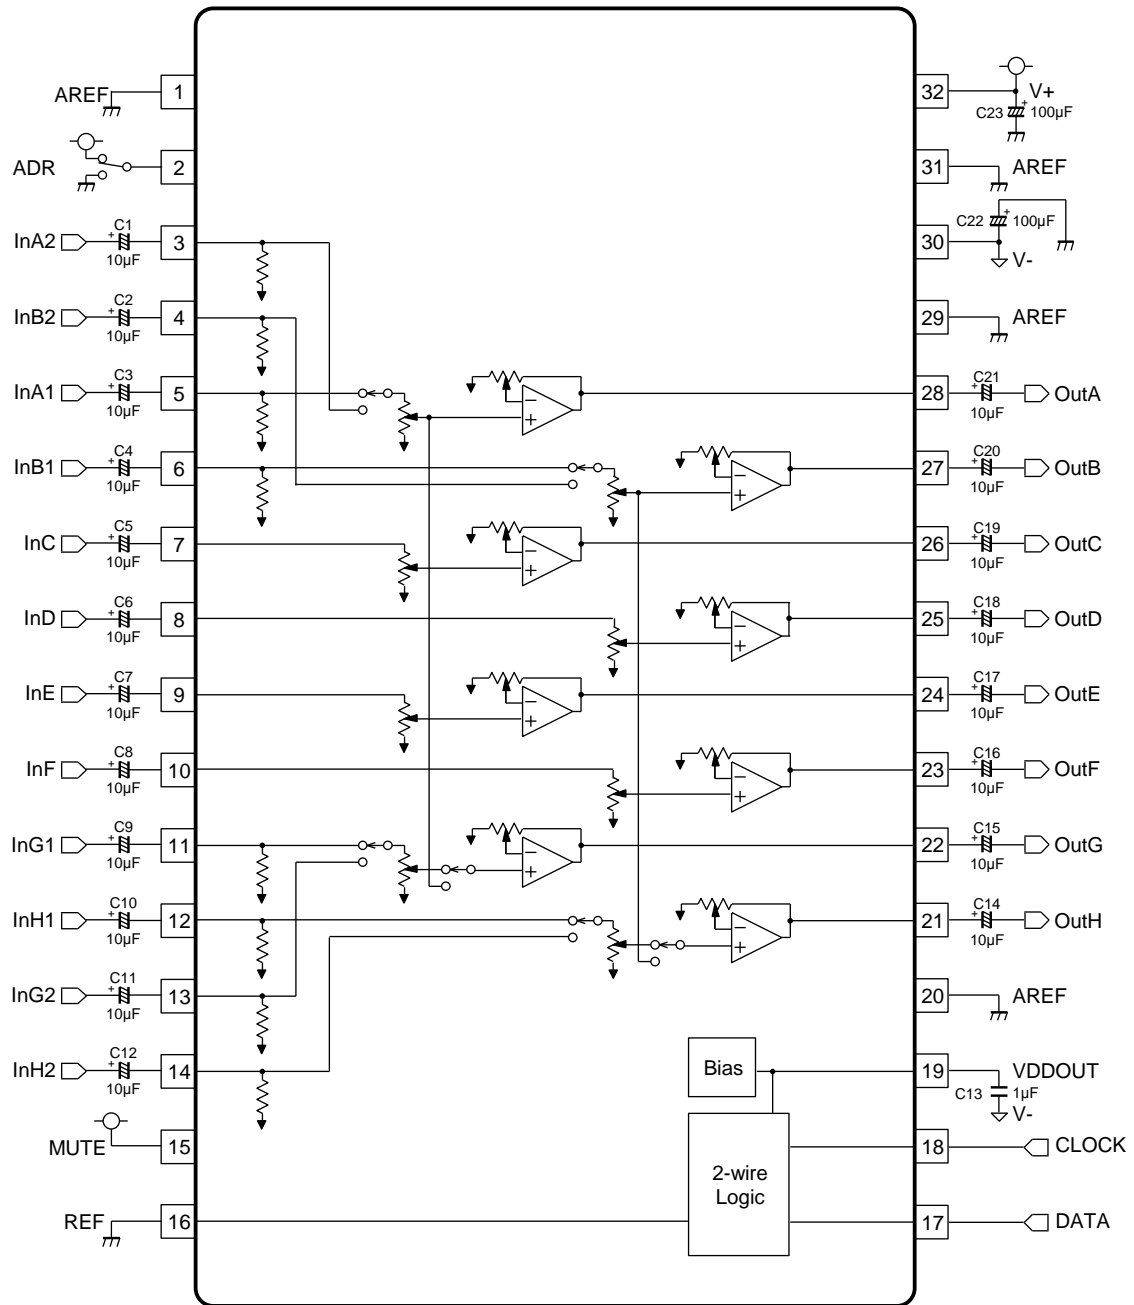 AREF 1
ADR 2
InA2 C1 + 10µF 3
InB2 C2 + 10µF 4
InA1 C3 + 10µF 5
InB1 C4 + 10µF 6
InC C5 + 10µF 7
InD C6 + 10µF 8
InE C7 + 10µF 9
InF C8 + 10µF 10
InG1 C9 + 10µF 11
InH1 C10 + 10µF 12
InG2 C11 + 10µF 13
InH2 C12 + 10µF 14
MUTE 15
REF 16
− +
− +
− +
− +
− +
− +
− +
− +
Bias
2-wire
Logic
32 V+
C23 + 100µF
31 AREF
C22 + 100µF
30 V-
29 AREF
28 C21 + 10µF OutA
27 C20 + 10µF OutB
26 C19 + 10µF OutC
25 C18 + 10µF OutD
24 C17 + 10µF OutE
23 C16 + 10µF OutF
22 C15 + 10µF OutG
21 C14 + 10µF OutH
20 AREF
19 VDDOUT
C13 1µF
V-
18 CLOCK
17 DATA